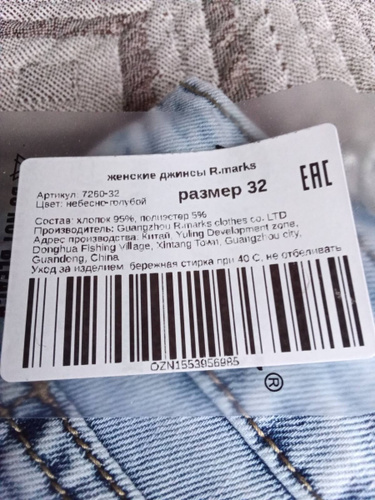 женские джинсы R.marks
Артикул: 7260-32
Цвет: небесно-голубой
размер 32
EAC
Состав: хлопок 95%, полиэстер 5%
Производитель: Guangzhou R.marks clothes co. LTD
Адрес производства: Китай, Yuling Development zone,
Donghua Fishing Village, Xintang Town, Guangzhou city,
Guandong, China
Уход за изделием: бережная стирка при 40 С, не отбеливать
OZN1553956985
®